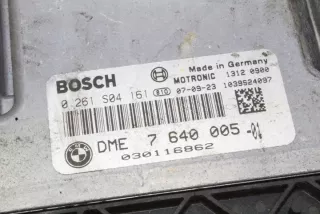 BOSCH
Made in Germany
MOTRONIC 1312 0900
0 261 S04 161 07-09-23 1039S24097
DME 7 640 005-01
030116862